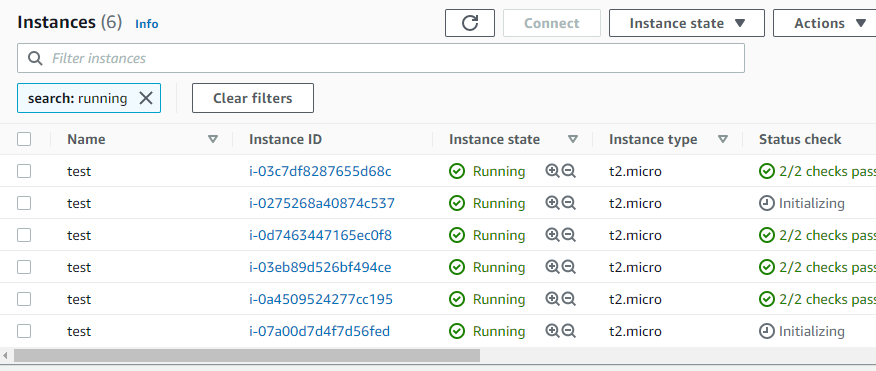 Instances (6) Info Connect Instance state Actions
Filter instances
search: running Clear filters
Name Instance ID Instance state Instance type Status check
test i-03c7df8287655d68c Running t2.micro 2/2 checks pass
test i-0275268a40874c537 Running t2.micro Initializing
test i-0d7463447165ec0f8 Running t2.micro 2/2 checks pass
test i-03eb89d526bf494ce Running t2.micro 2/2 checks pass
test i-0a4509524277cc195 Running t2.micro 2/2 checks pass
test i-07a00d7d4f7d56fed Running t2.micro Initializing